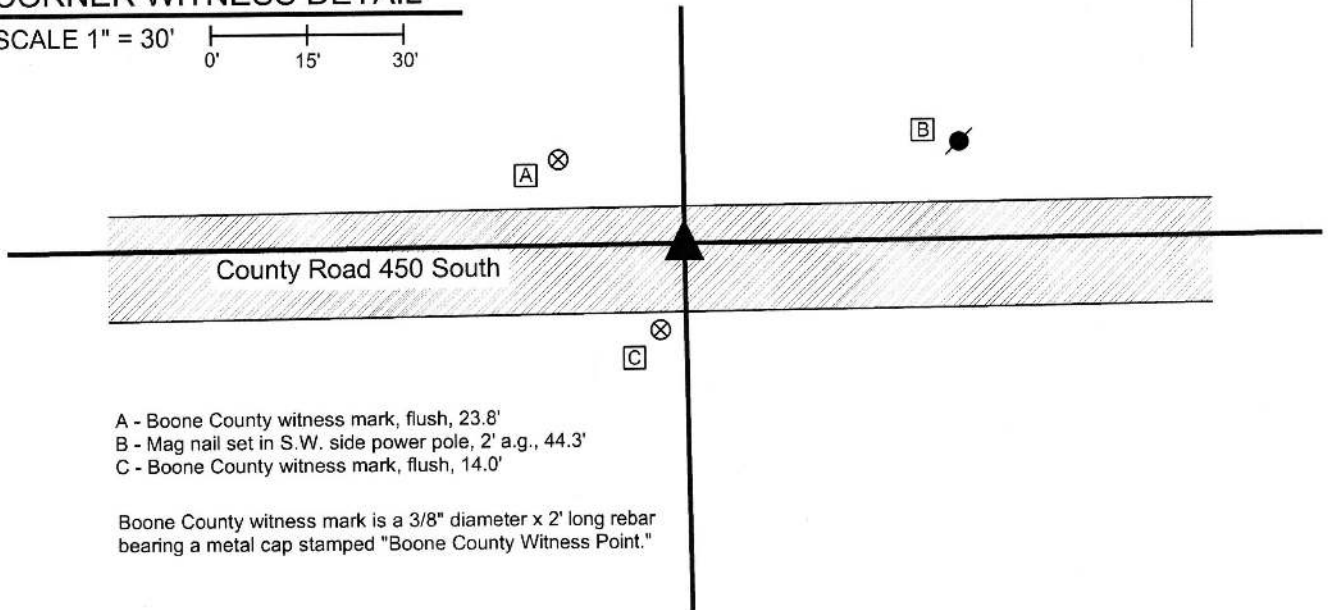 CORNER WITNESS DETAIL
SCALE 1" = 30'
0' 15' 30'
B
A
County Road 450 South
C
A - Boone County witness mark, flush, 23.8'
B - Mag nail set in S.W. side power pole, 2' a.g., 44.3'
C - Boone County witness mark, flush, 14.0'
Boone County witness mark is a 3/8" diameter x 2' long rebar
bearing a metal cap stamped "Boone County Witness Point."